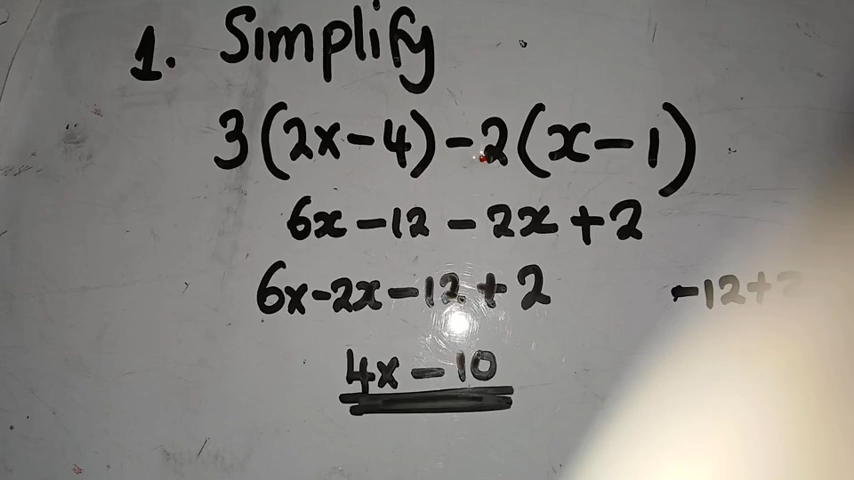 1. Simplify
3(2x-4)-2(x-1)
6x-12-2x+2
6x-2x-12+2
-12+2
4x-10